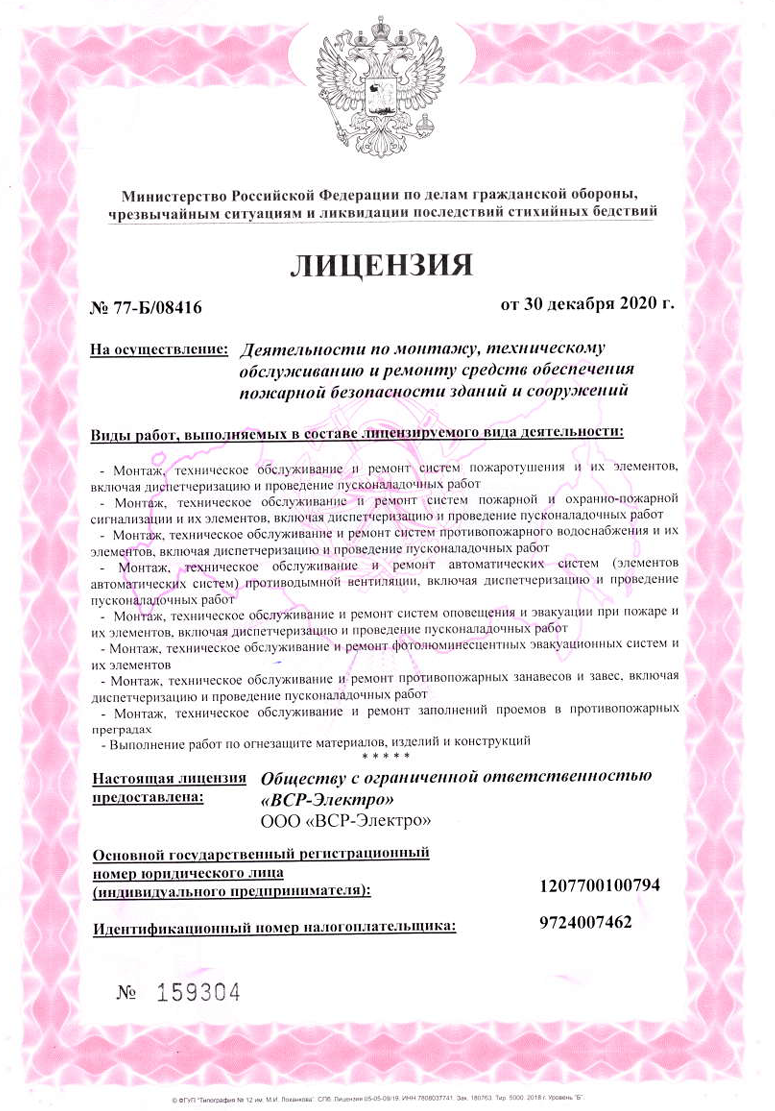 Министерство Российской Федерации по делам гражданской обороны,
чрезвычайным ситуациям и ликвидации последствий стихийных бедствий
ЛИЦЕНЗИЯ
№ 77-Б/08416
от 30 декабря 2020 г.
На осуществление: Деятельности по монтажу, техническому
обслуживанию и ремонту средств обеспечения
пожарной безопасности зданий и сооружений
Виды работ, выполняемых в составе лицензируемого вида деятельности:
- Монтаж, техническое обслуживание и ремонт систем пожаротушения и их элементов,
включая диспетчеризацию и проведение пусконаладочных работ
- Монтаж, техническое обслуживание и ремонт систем пожарной и охранно-пожарной
сигнализации и их элементов, включая диспетчеризацию и проведение пусконаладочных работ
- Монтаж, техническое обслуживание и ремонт систем противопожарного водоснабжения и их
элементов, включая диспетчеризацию и проведение пусконаладочных работ
- Монтаж, техническое обслуживание и ремонт автоматических систем (элементов
автоматических систем) противодымной вентиляции, включая диспетчеризацию и проведение
пусконаладочных работ
- Монтаж, техническое обслуживание и ремонт систем оповещения и эвакуации при пожаре и
их элементов, включая диспетчеризацию и проведение пусконаладочных работ
- Монтаж, техническое обслуживание и ремонт фотолюминесцентных эвакуационных систем и
их элементов
- Монтаж, техническое обслуживание и ремонт противопожарных занавесов и завес, включая
диспетчеризацию и проведение пусконаладочных работ
- Монтаж, техническое обслуживание и ремонт заполнений проемов в противопожарных
преградах
- Выполнение работ по огнезащите материалов, изделий и конструкций
* * * * *
Настоящая лицензия Обществу с ограниченной ответственностью
предоставлена: «ВСР-Электро»
ООО «ВСР-Электро»
Основной государственный регистрационный
номер юридического лица
(индивидуального предпринимателя): 1207700100794
Идентификационный номер налогоплательщика: 9724007462
№ 159304
© ФГУП "Типография № 12 им. М.И. Лоханкова". СПб. Лицензия 05-05-09/19. ИНН 7808037741. Зак. 180763. Тир. 5000. 2018 г. Уровень "Б".